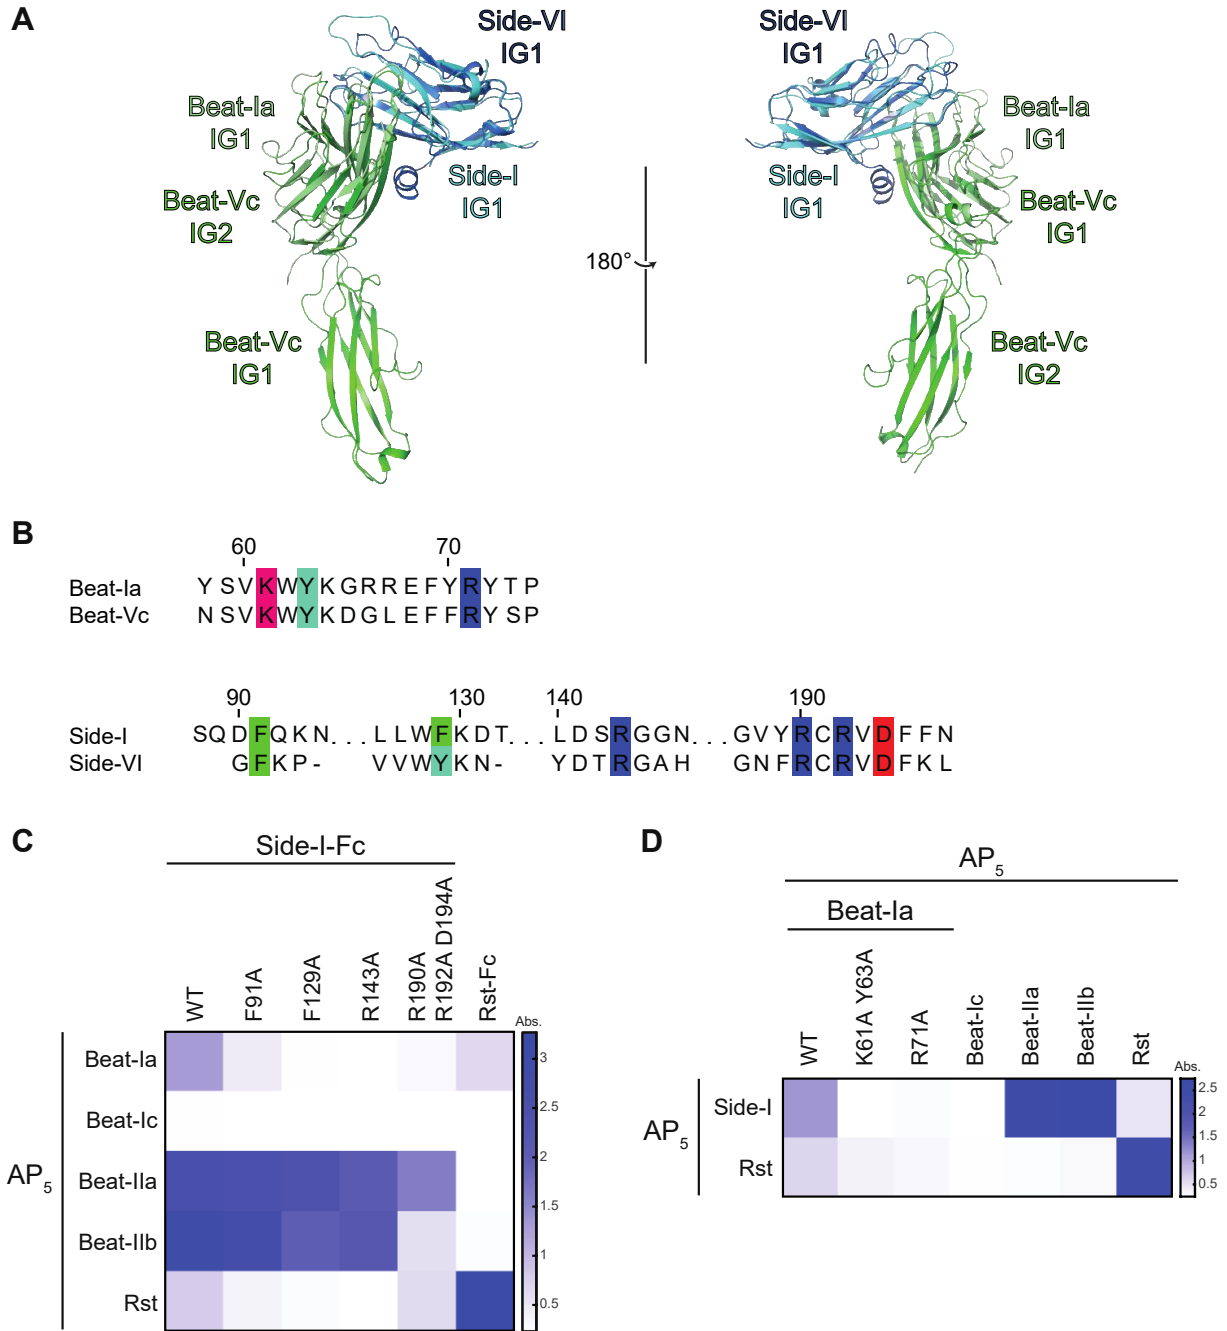 A
Side-VI
IG1
Beat-Ia
IG1
Beat-Vc
IG2
Side-I
IG1
Beat-Vc
IG1
180°
Side-VI
IG1
Beat-Ia
IG1
Side-I
IG1
Beat-Vc
IG1
Beat-Vc
IG2
B
60 70
Beat-Ia Y S V K W Y K G R R E F Y R Y T P
Beat-Vc N S V K W Y K D G L E F F R Y S P
90 130 140 190
Side-I S Q D F Q K N . . . L L W F K D T . . . L D S R G G N . . . G V Y R C R V D F F N
Side-VI G F K P - V V W Y K N - Y D T R G A H G N F R C R V D F K L
C
Side-I-Fc
WT
F91A
F129A
R143A
R190A
R192A D194A
Rst-Fc
Abs.
3
2.5
2
1.5
1
0.5
AP5
Beat-Ia
Beat-Ic
Beat-IIa
Beat-IIb
Rst
D
AP5
Beat-Ia
WT
K61A Y63A
R71A
Beat-Ic
Beat-IIa
Beat-IIb
Rst
Abs.
2.5
2
1.5
1
0.5
AP5
Side-I
Rst